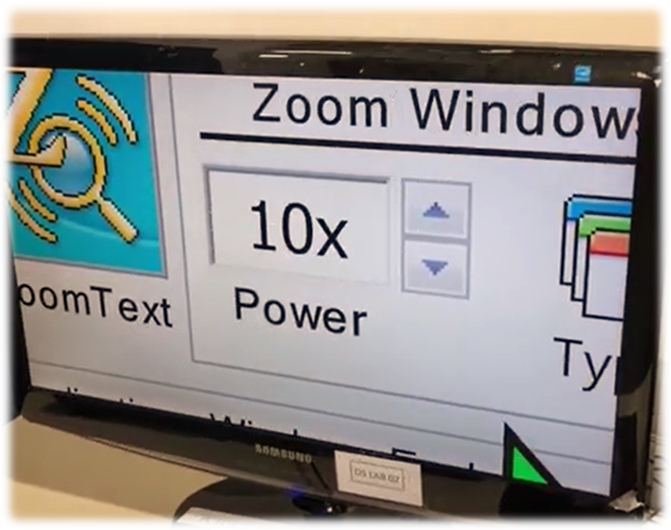 Zoom Window
10x
oomText
Power
Ty
SAMSUNG
DS LAB 02